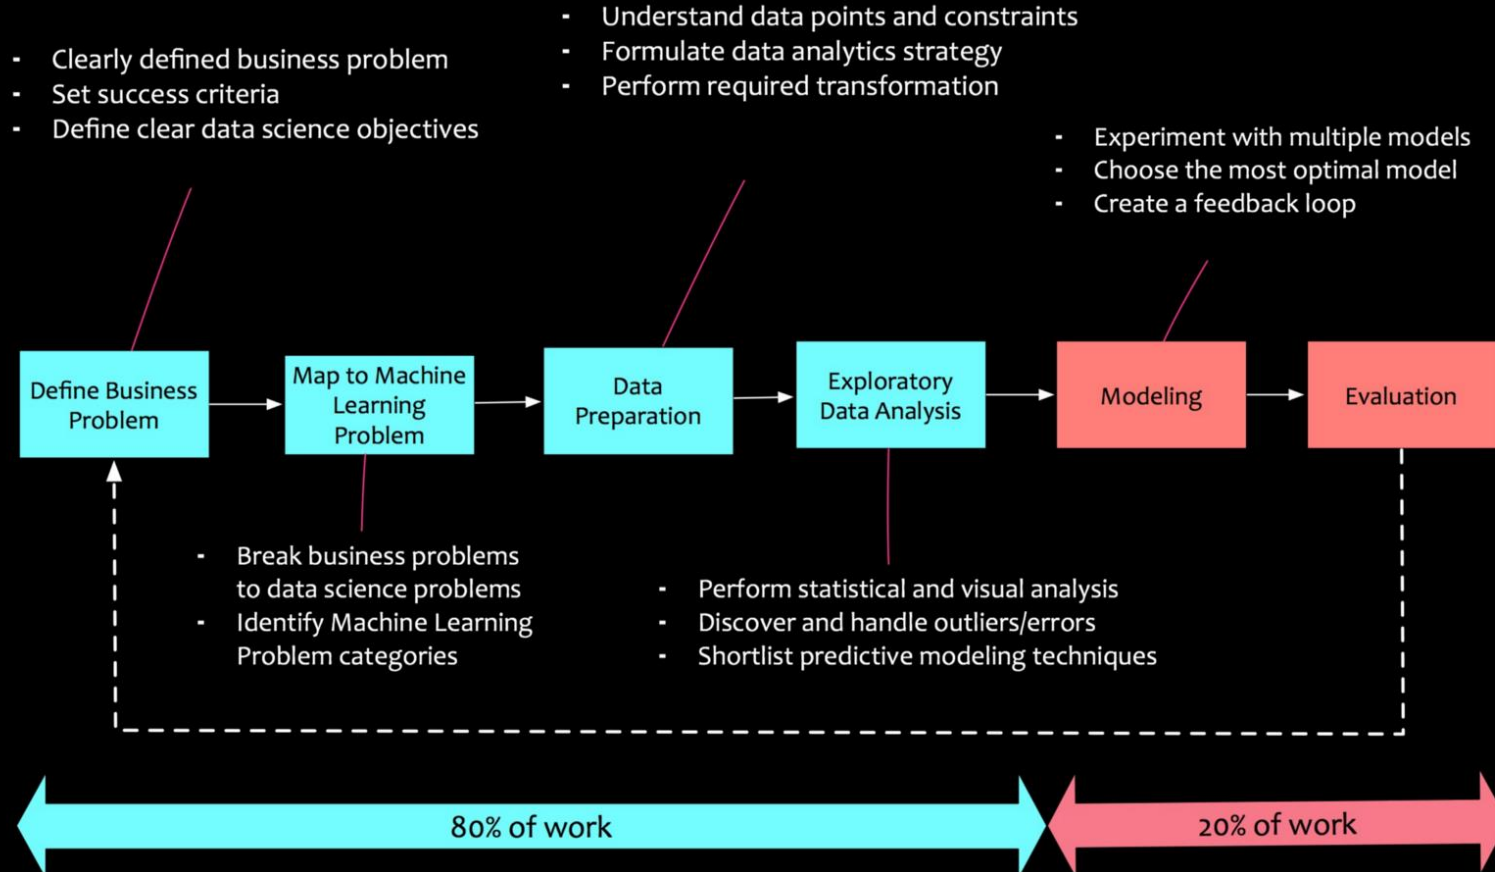 - Clearly defined business problem
- Set success criteria
- Define clear data science objectives
- Understand data points and constraints
- Formulate data analytics strategy
- Perform required transformation
- Experiment with multiple models
- Choose the most optimal model
- Create a feedback loop
Define Business
Problem
Map to Machine
Learning
Problem
Data
Preparation
Exploratory
Data Analysis
Modeling
Evaluation
- Break business problems
to data science problems
- Identify Machine Learning
Problem categories
- Perform statistical and visual analysis
- Discover and handle outliers/errors
- Shortlist predictive modeling techniques
80% of work
20% of work